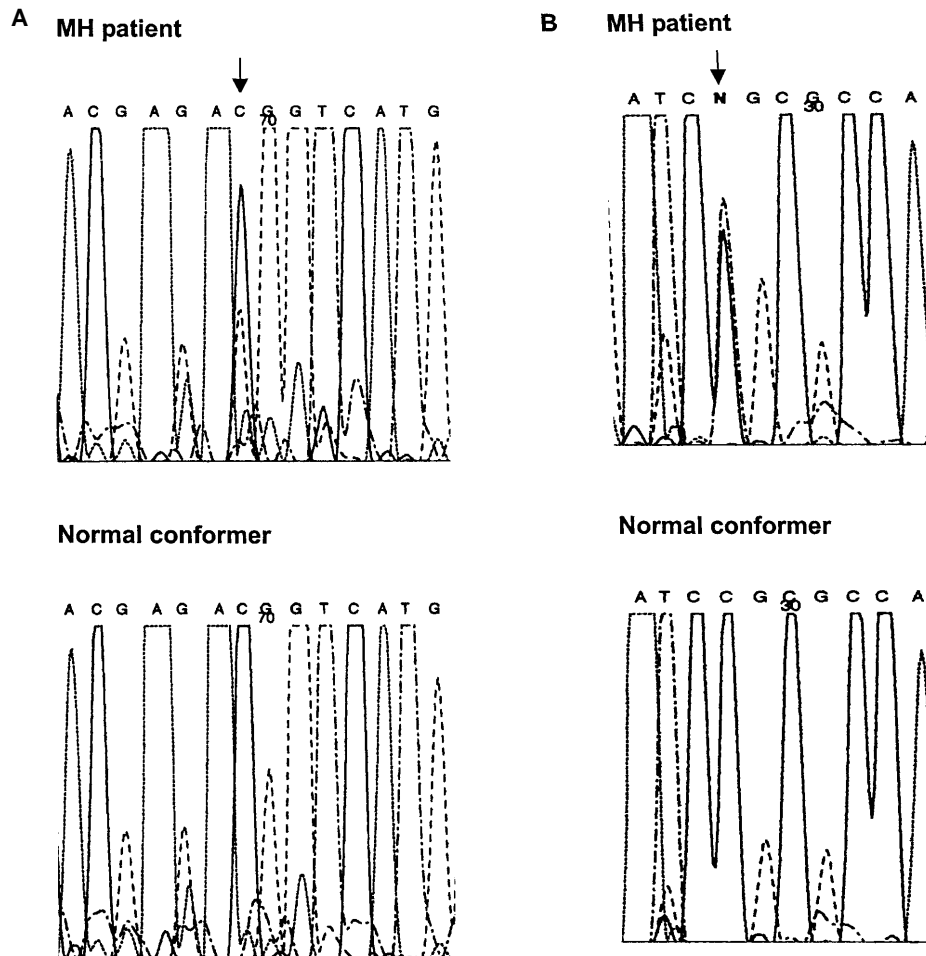 A
MH patient
A C G A G A C G G T C A T G
70
Normal conformer
A C G A G A C G G T C A T G
70
B
MH patient
A T C N G C G C C A
30
Normal conformer
A T C C G C G C C A
30